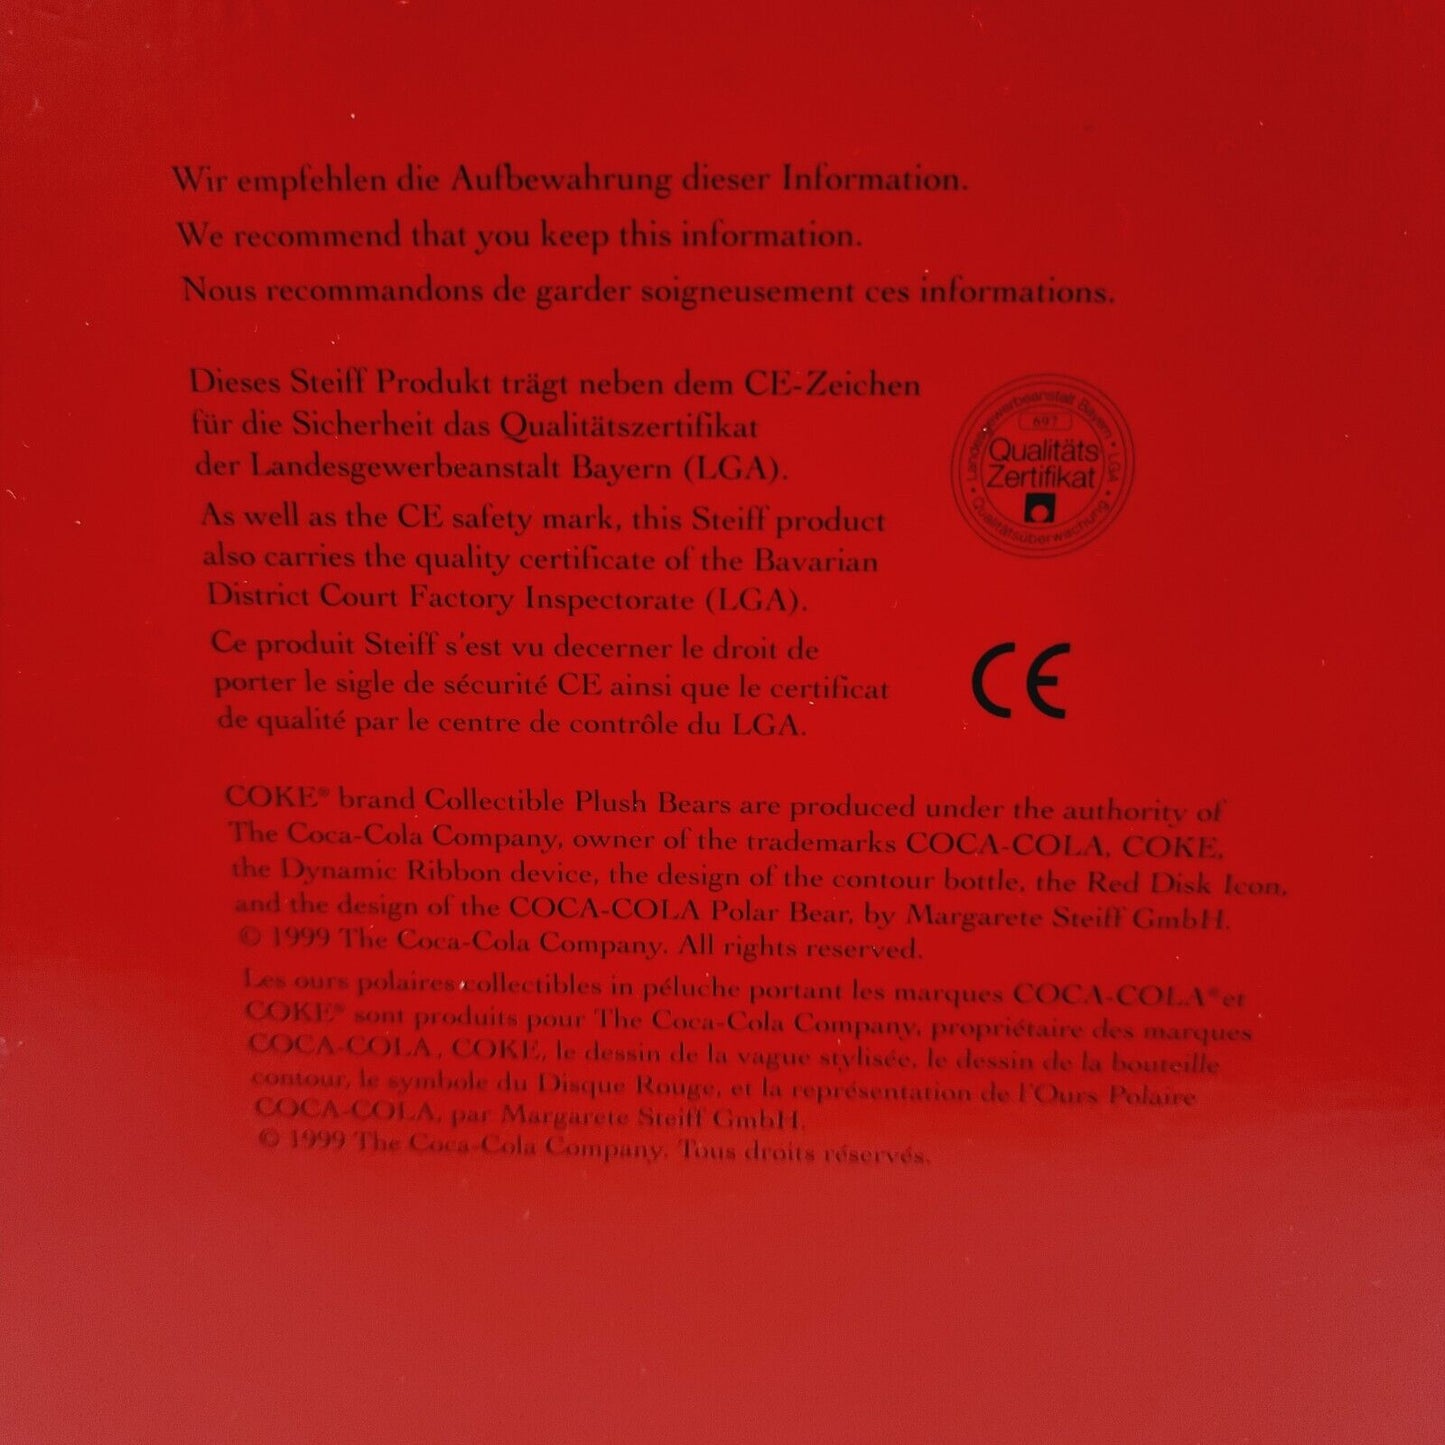 Wir empfehlen die Aufbewahrung dieser Information.
We recommend that you keep this information.
Nous recommandons de garder soigneusement ces informations.
Dieses Steiff Produkt trägt neben dem CE-Zeichen
für die Sicherheit das Qualitätszertifikat
der Landesgewerbeanstalt Bayern (LGA).
As well as the CE safety mark, this Steiff product
also carries the quality certificate of the Bavarian
District Court Factory Inspectorate (LGA).
Ce produit Steiff s'est vu decerner le droit de
porter le sigle de sécurité CE ainsi que le certificat
de qualité par le centre de contrôle du LGA.
Landesgewerbeanstalt Bayern • LGA •
697
Qualitäts
Zertifikat
Qualitätsüberwachung •
CE
COKE® brand Collectible Plush Bears are produced under the authority of
The Coca-Cola Company, owner of the trademarks COCA-COLA, COKE,
the Dynamic Ribbon device, the design of the contour bottle, the Red Disk Icon,
and the design of the COCA-COLA Polar Bear, by Margarete Steiff GmbH.
© 1999 The Coca-Cola Company. All rights reserved.
Les ours polaires collectibles in péluche portant les marques COCA-COLA® et
COKE® sont produits pour The Coca-Cola Company, propriétaire des marques
COCA-COLA, COKE, le dessin de la vague stylisée, le dessin de la bouteille
contour, le symbole du Disque Rouge, et la représentation de l'Ours Polaire
COCA-COLA, par Margarete Steiff GmbH.
© 1999 The Coca-Cola Company. Tous droits réservés.